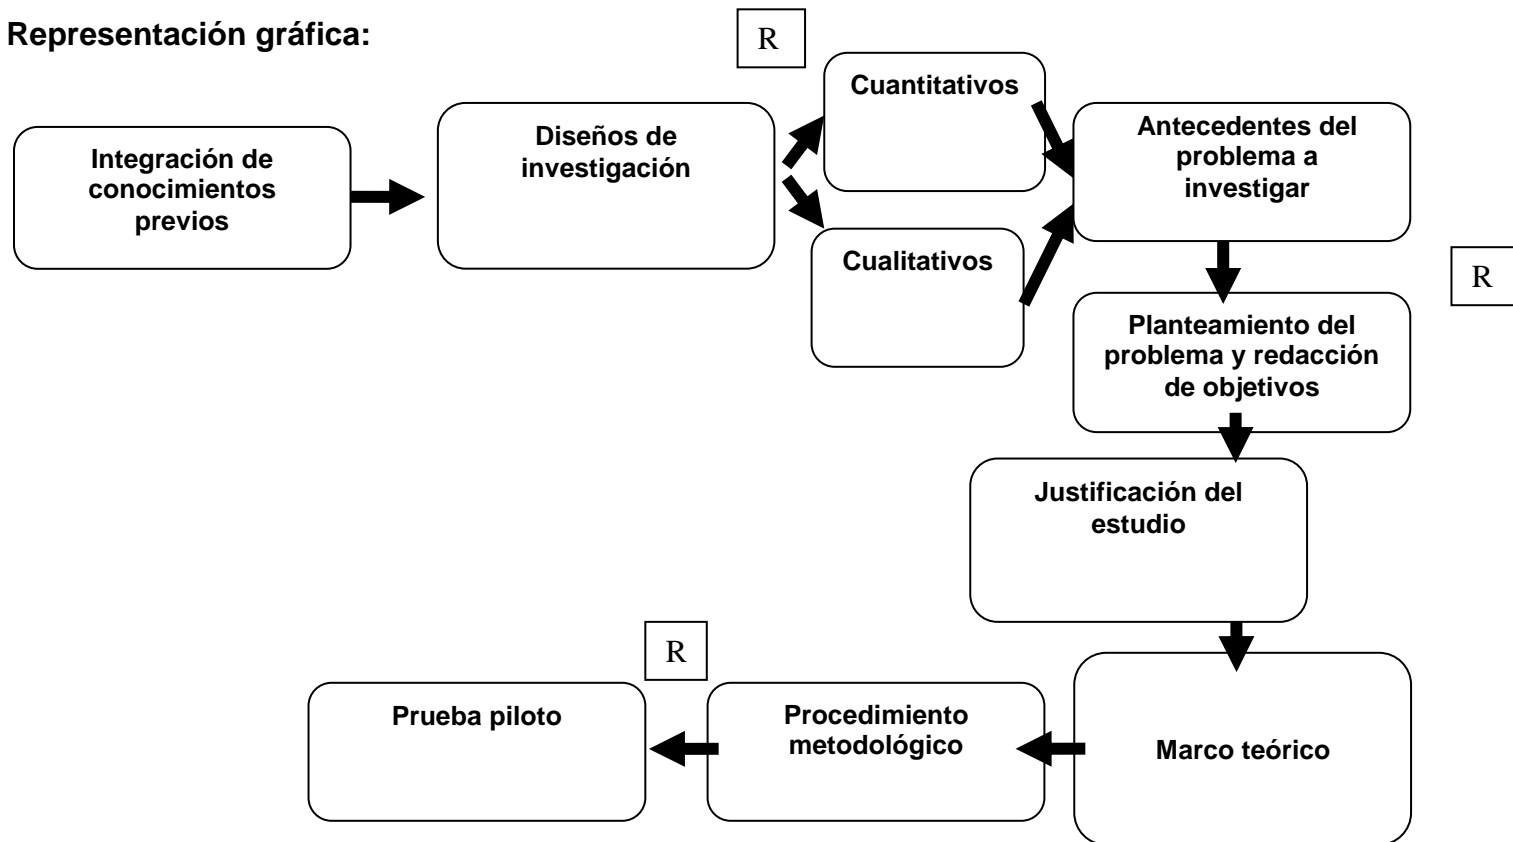 Representación gráfica:
R
Integración de
conocimientos
previos
Diseños de
investigación
Cuantitativos
Cualitativos
Antecedentes del
problema a
investigar
R
Planteamiento del
problema y redacción
de objetivos
Justificación del
estudio
Marco teórico
R
Procedimiento
metodológico
Prueba piloto